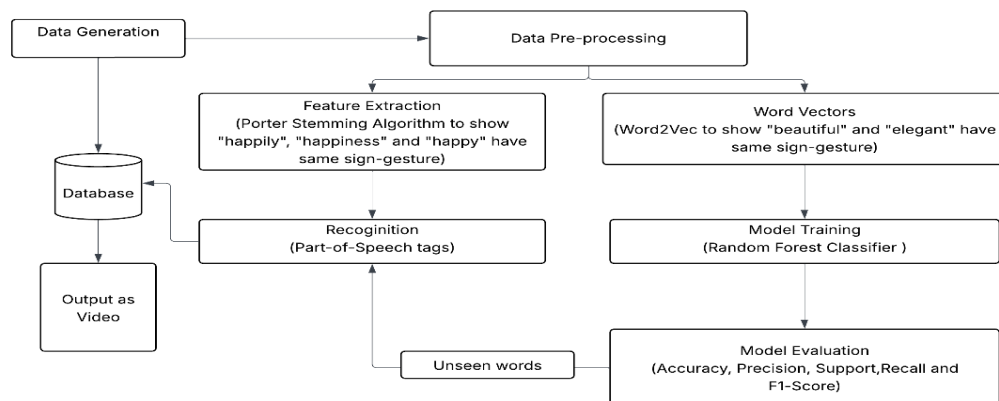 Data Generation
Data Pre-processing
Feature Extraction
(Porter Stemming Algorithm to show
"happily", "happiness" and "happy" have
same sign-gesture)
Word Vectors
(Word2Vec to show "beautiful" and "elegant" have
same sign-gesture)
Database
Recoginition
(Part-of-Speech tags)
Model Training
(Random Forest Classifier )
Output as
Video
Unseen words
Model Evaluation
(Accuracy, Precision, Support,Recall and
F1-Score)